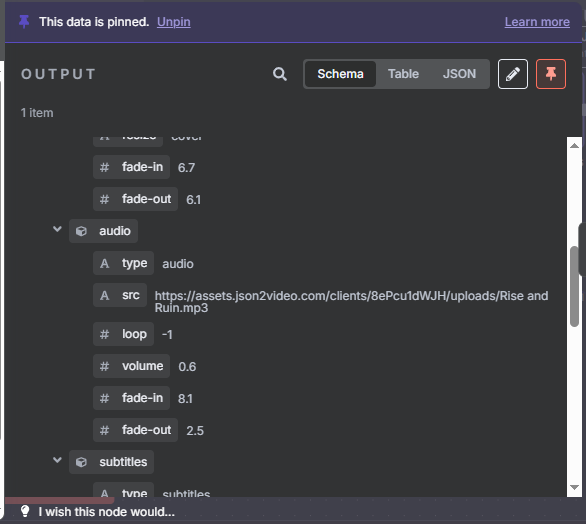 This data is pinned. Unpin Learn more
OUTPUT Schema Table JSON
1 item
A resize cover
# fade-in 6.7
# fade-out 6.1
audio
A type audio
A src https://assets.json2video.com/clients/8ePcu1dWJH/uploads/Rise and
Ruin.mp3
# loop -1
# volume 0.6
# fade-in 8.1
# fade-out 2.5
subtitles
A type subtitles
I wish this node would...